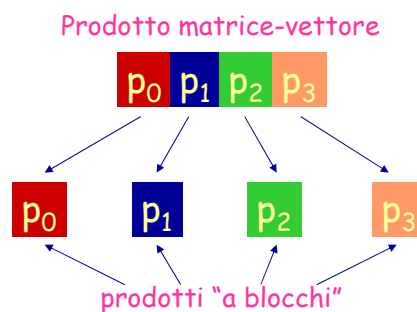 Prodotto matrice-vettore
p₀ p₁ p₂ p₃
p₀ p₁ p₂ p₃
prodotti “a blocchi”